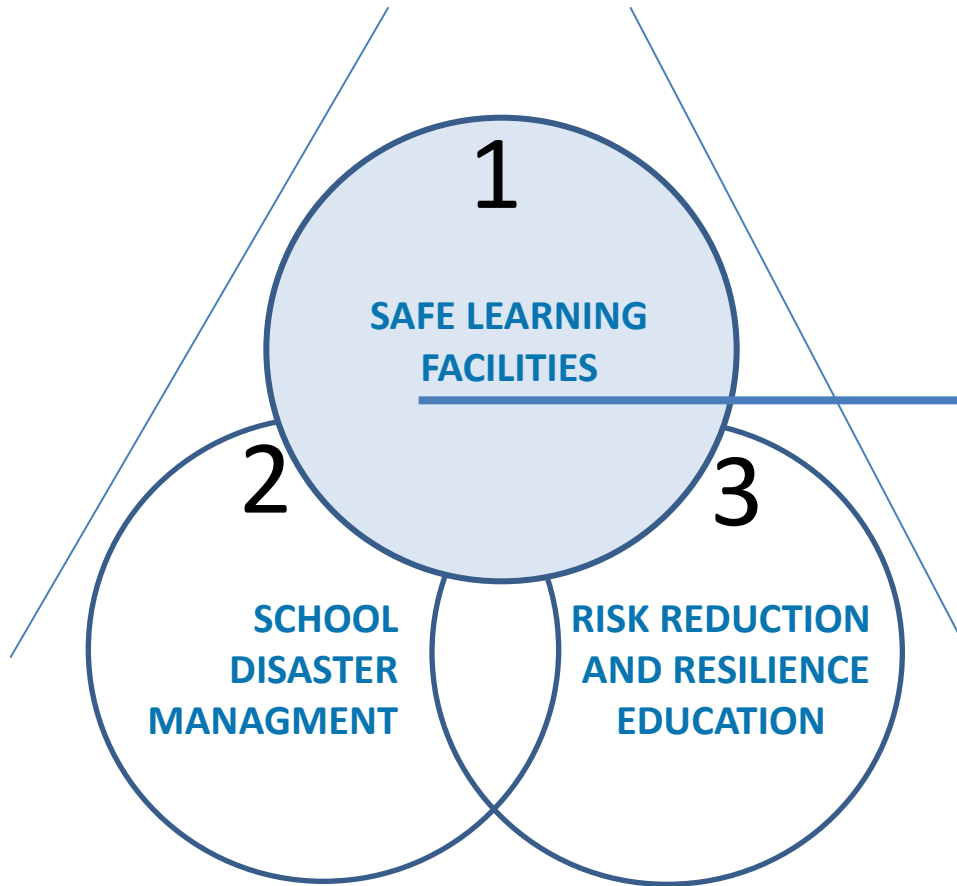 1
SAFE LEARNING
FACILITIES
2
SCHOOL
DISASTER
MANAGMENT
3
RISK REDUCTION
AND RESILIENCE
EDUCATION